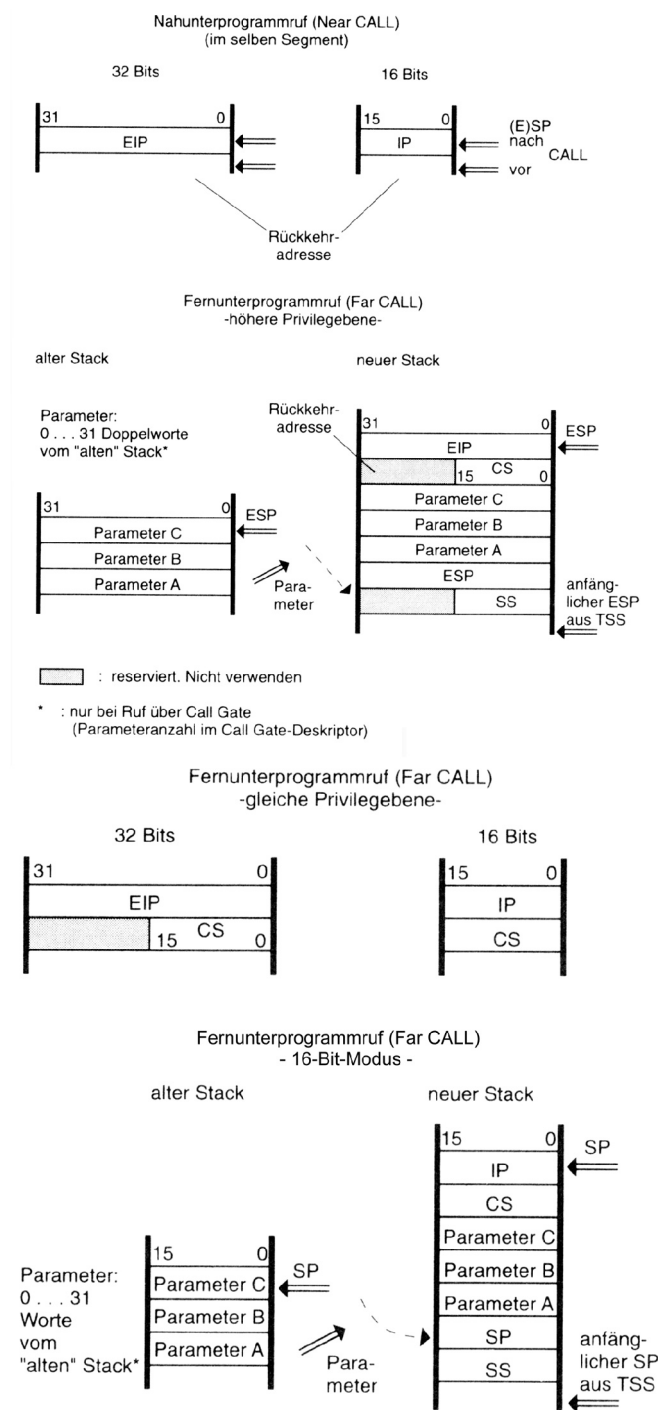 Nahunterprogrammruf (Near CALL)
(im selben Segment)
32 Bits
16 Bits
31 0
EIP
15 0
IP
(E)SP
nach
CALL
vor
Rückkehr-
adresse
Fernunterprogrammruf (Far CALL)
-höhere Privilegebene-
alter Stack
neuer Stack
Parameter:
0 . . . 31 Doppelworte
vom "alten" Stack*
31 0
ESP
Parameter C
Parameter B
Parameter A
Para-
meter
Rückkehr-
adresse
31 0
ESP
EIP
15 CS 0
Parameter C
Parameter B
Parameter A
ESP
SS
anfäng-
licher ESP
aus TSS
: reserviert. Nicht verwenden
* : nur bei Ruf über Call Gate
(Parameteranzahl im Call Gate-Deskriptor)
Fernunterprogrammruf (Far CALL)
-gleiche Privilegebene-
32 Bits
16 Bits
31 0
EIP
15 CS 0
15 0
IP
CS
Fernunterprogrammruf (Far CALL)
- 16-Bit-Modus -
alter Stack
neuer Stack
Parameter:
0 . . . 31
Worte
vom
"alten" Stack*
15 0
SP
Parameter C
Parameter B
Parameter A
Para-
meter
15 0
SP
IP
CS
Parameter C
Parameter B
Parameter A
SP
SS
anfäng-
licher SP
aus TSS